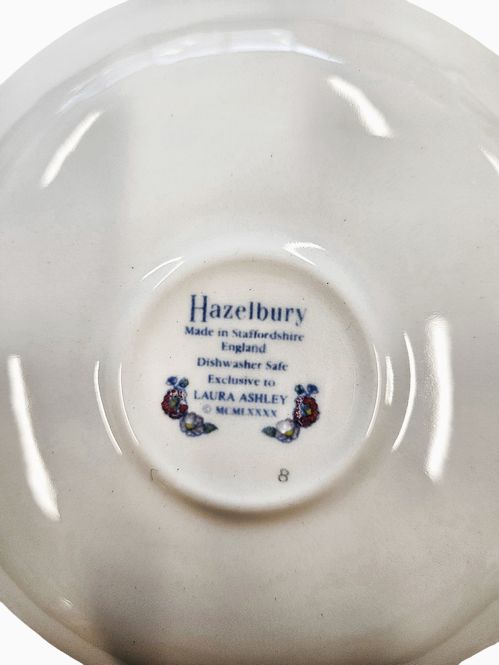 Hazelbury
Made in Staffordshire
England
Dishwasher Safe
Exclusive to
LAURA ASHLEY
© MCMLXXXX
8